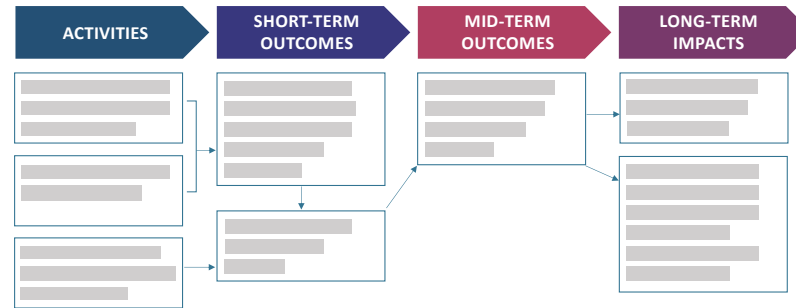 ACTIVITIES
SHORT-TERM
OUTCOMES
MID-TERM
OUTCOMES
LONG-TERM
IMPACTS